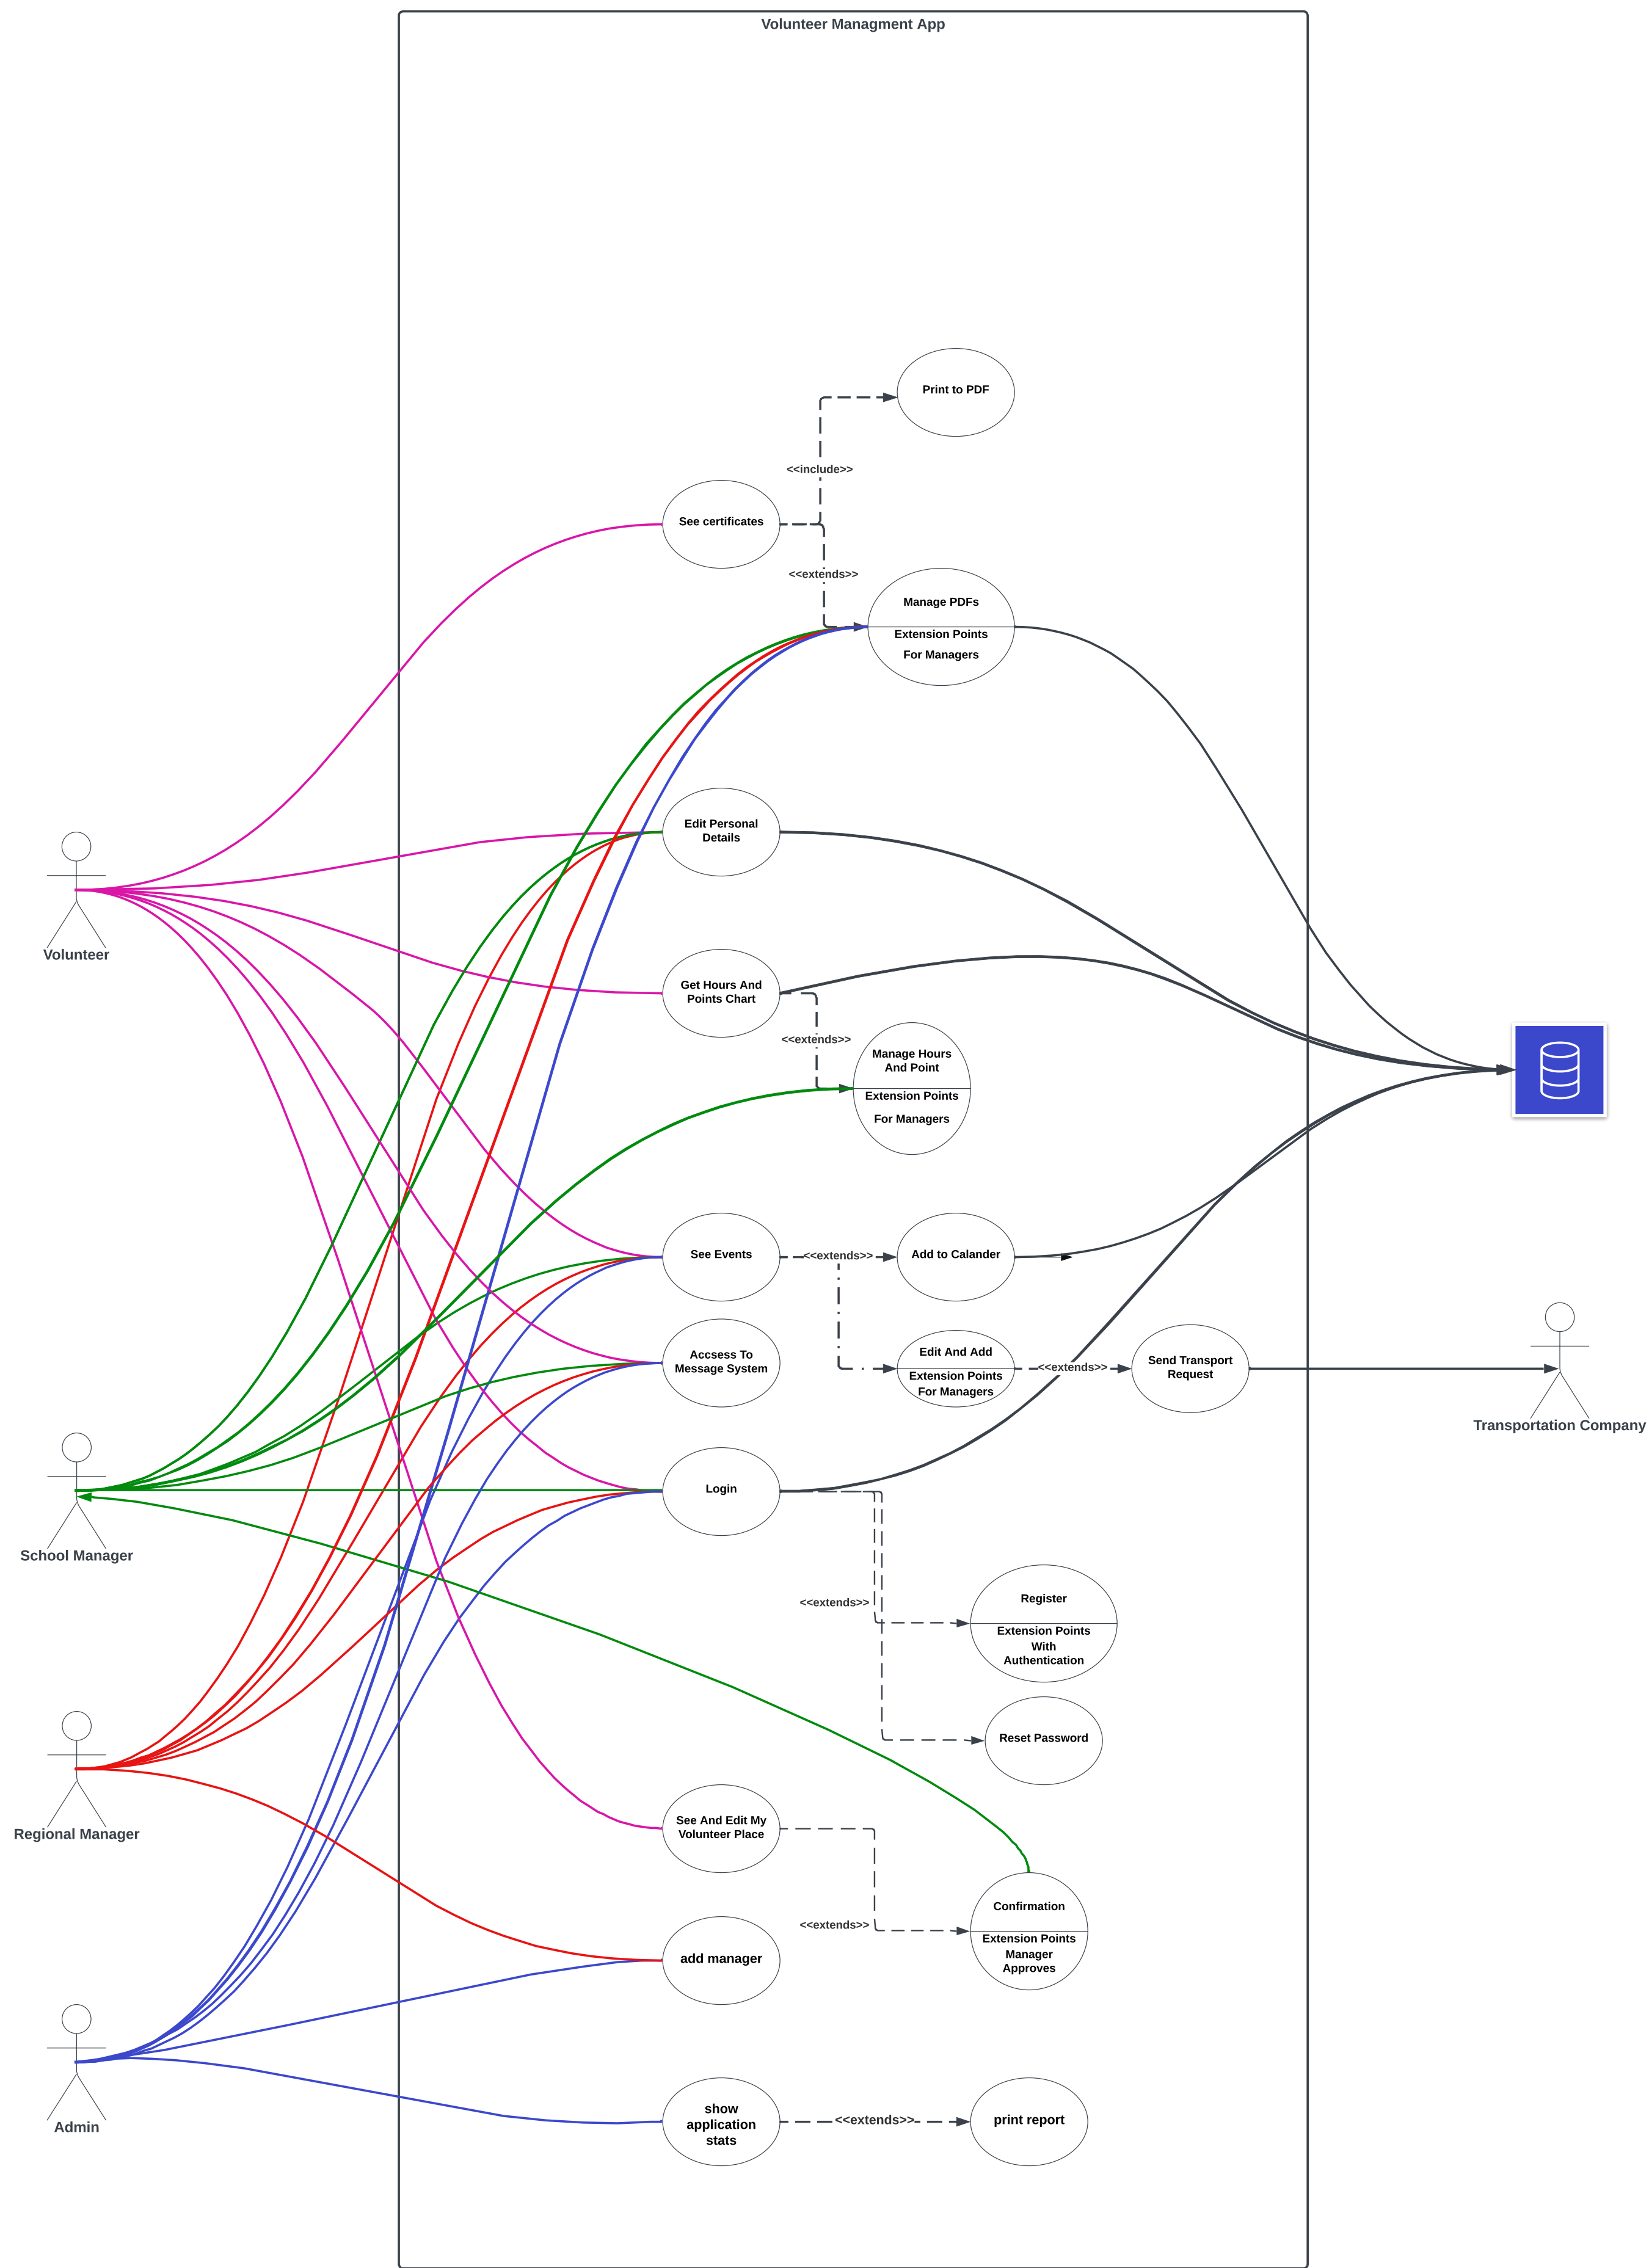 Volunteer Managment App
Print to PDF
<<include>>
See certificates
<<extends>>
Manage PDFs
Extension Points
For Managers
Edit Personal
Details
Volunteer
Get Hours And
Points Chart
<<extends>>
Manage Hours
And Point
Extension Points
For Managers
See Events
<<extends>>
Add to Calander
Accsess To
Message System
Edit And Add
Extension Points
For Managers
<<extends>>
Send Transport
Request
Transportation Company
Login
School Manager
<<extends>>
Register
Extension Points
With
Authentication
Reset Password
Regional Manager
See And Edit My
Volunteer Place
<<extends>>
Confirmation
Extension Points
Manager
Approves
add manager
Admin
show
application
stats
<<extends>>
print report